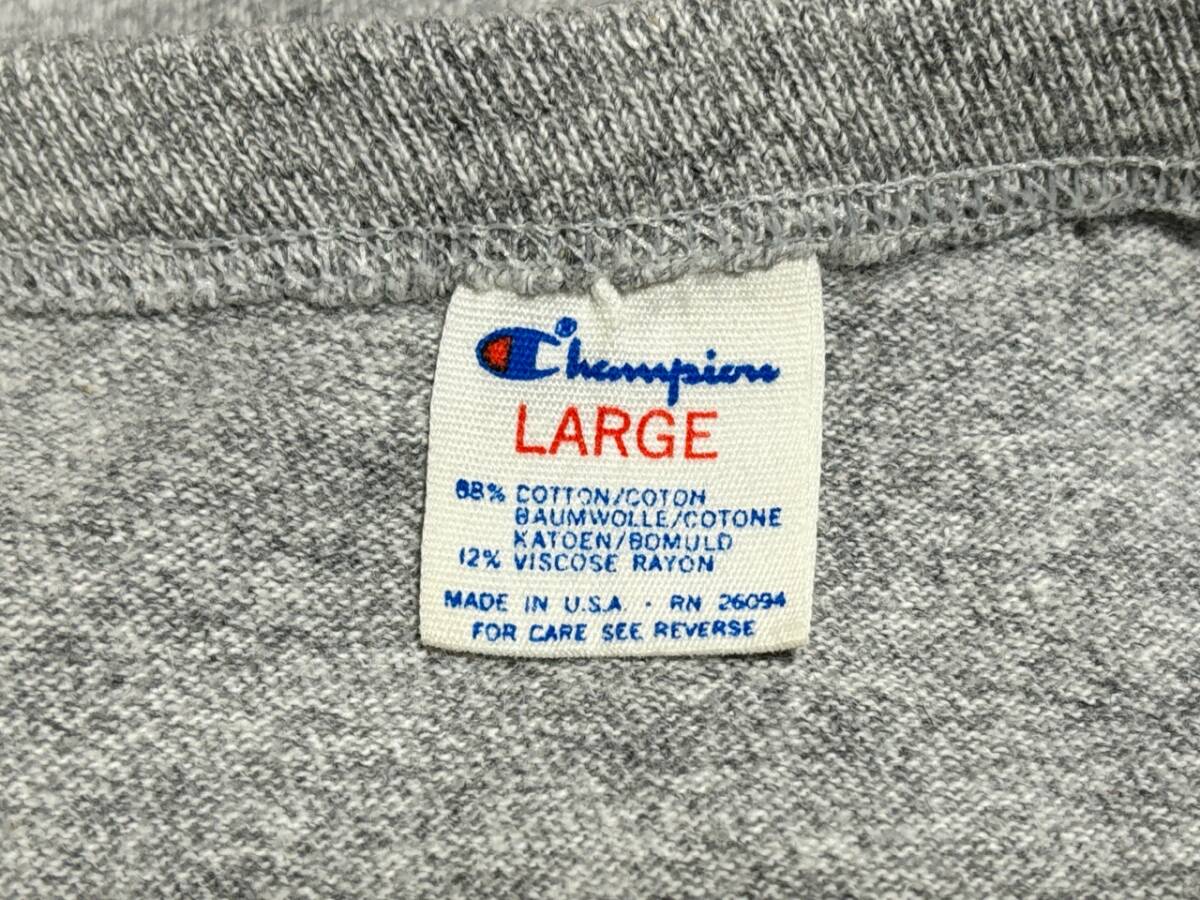 Champion®
LARGE
88% COTTON/COTON
BAUMWOLLE/COTONE
KATOEN/BOMULD
12% VISCOSE RAYON
MADE IN U.S.A · RN 26094
FOR CARE SEE REVERSE